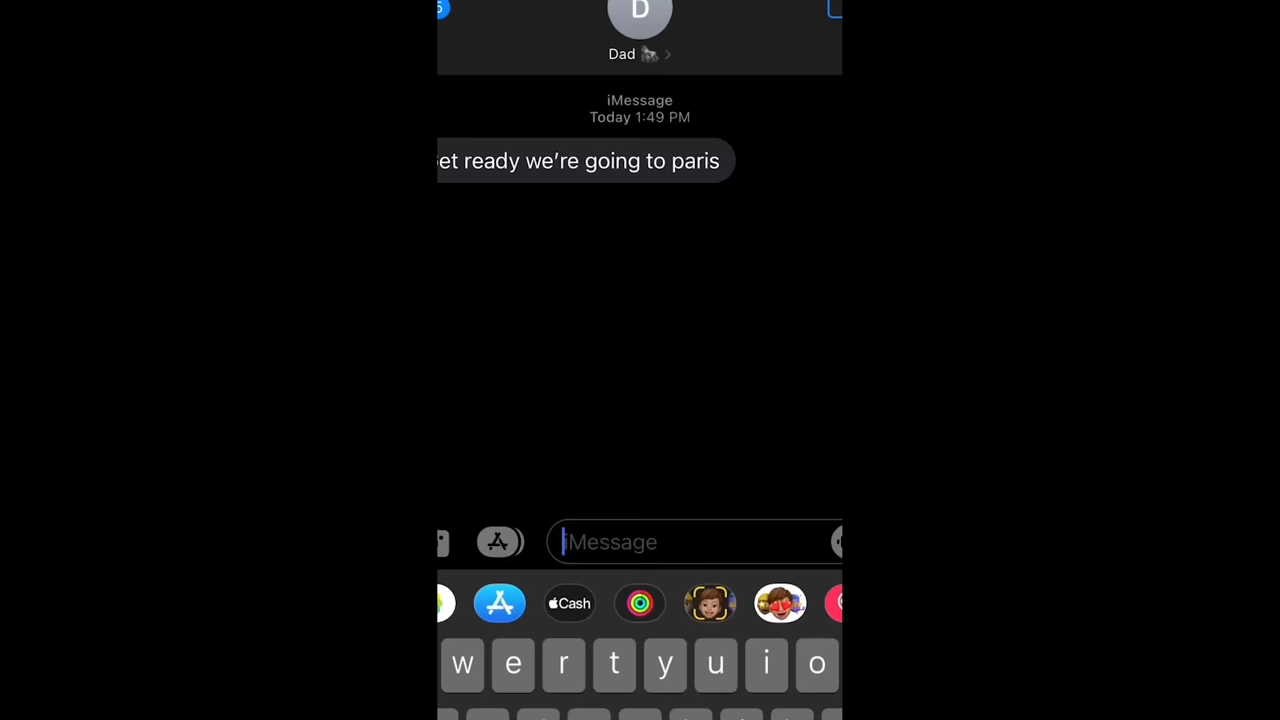 D
Dad
iMessage
Today 1:49 PM
et ready we're going to paris
iMessage
Cash
w e r t y u i o